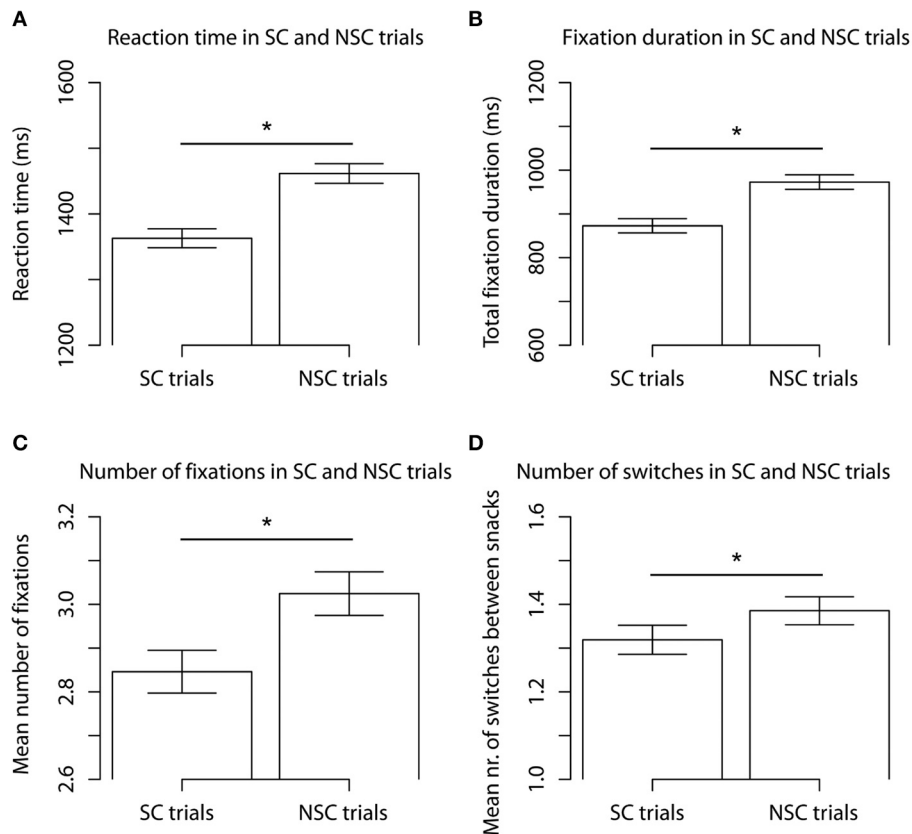 A
Reaction time in SC and NSC trials
Reaction time (ms)
1600
1400
1200
*
SC trials
NSC trials
B
Fixation duration in SC and NSC trials
Total fixation duration (ms)
1200
1000
800
600
*
SC trials
NSC trials
C
Number of fixations in SC and NSC trials
Mean number of fixations
3.2
3.0
2.8
2.6
*
SC trials
NSC trials
D
Number of switches in SC and NSC trials
Mean nr. of switches between snacks
1.6
1.4
1.2
1.0
*
SC trials
NSC trials